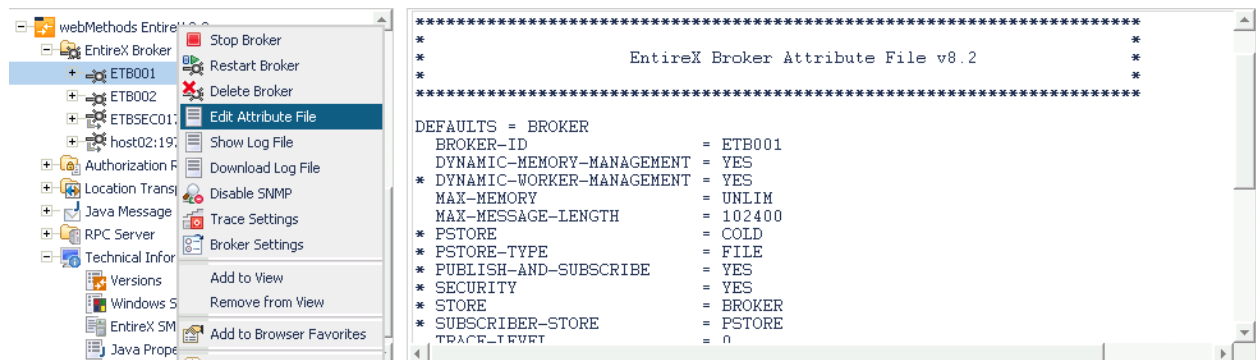 webMethods Entire
EntireX Broker
ETB001
ETB002
ETBSEC017
host02:197
Authorization R
Location Transp
Java Message
RPC Server
Technical Infor
Versions
Windows S
EntireX SM
Java Prope
Stop Broker
Restart Broker
Delete Broker
Edit Attribute File
Show Log File
Download Log File
Disable SNMP
Trace Settings
Broker Settings
Add to View
Remove from View
Add to Browser Favorites
***************************************************************************
* *
* EntireX Broker Attribute File v8.2 *
* *
***************************************************************************
DEFAULTS = BROKER
BROKER-ID = ETB001
DYNAMIC-MEMORY-MANAGEMENT = YES
* DYNAMIC-WORKER-MANAGEMENT = YES
MAX-MEMORY = UNLIM
MAX-MESSAGE-LENGTH = 102400
* PSTORE = COLD
* PSTORE-TYPE = FILE
* PUBLISH-AND-SUBSCRIBE = YES
* SECURITY = YES
* STORE = BROKER
* SUBSCRIBER-STORE = PSTORE
TRACE-LEVEL = 0